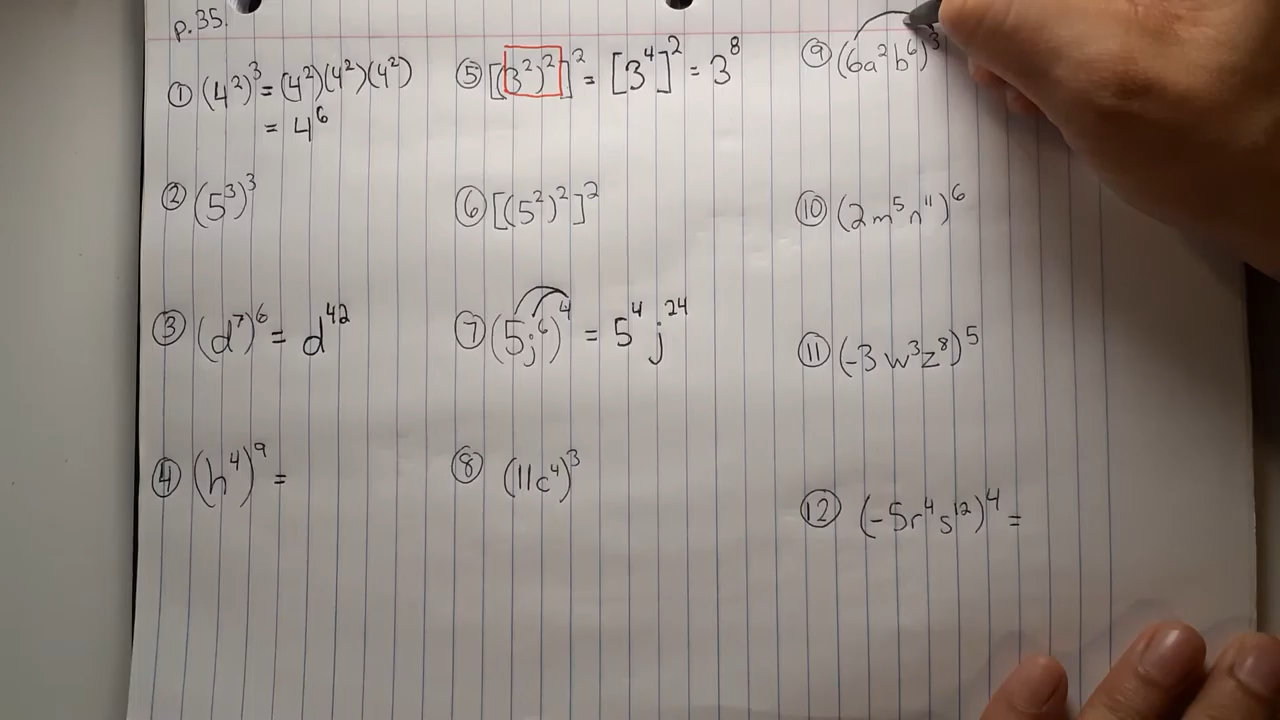 p.35.
① (4²)³ = (4²)(4²)(4²)
= 4⁶
② (5³)³
③ (d⁷)⁶ = d⁴²
④ (h⁴)⁹ =
⑤ [(3²)²]² = [3⁴]² = 3⁸
⑥ [(5²)²]²
⑦ (5j⁶)⁴ = 5⁴ j²⁴
⑧ (11c⁴)³
⑨ (6a²b⁶)³
⑩ (2m⁵n¹¹)⁶
⑪ (-3w³z⁸)⁵
⑫ (-5r⁴s¹²)⁴ =